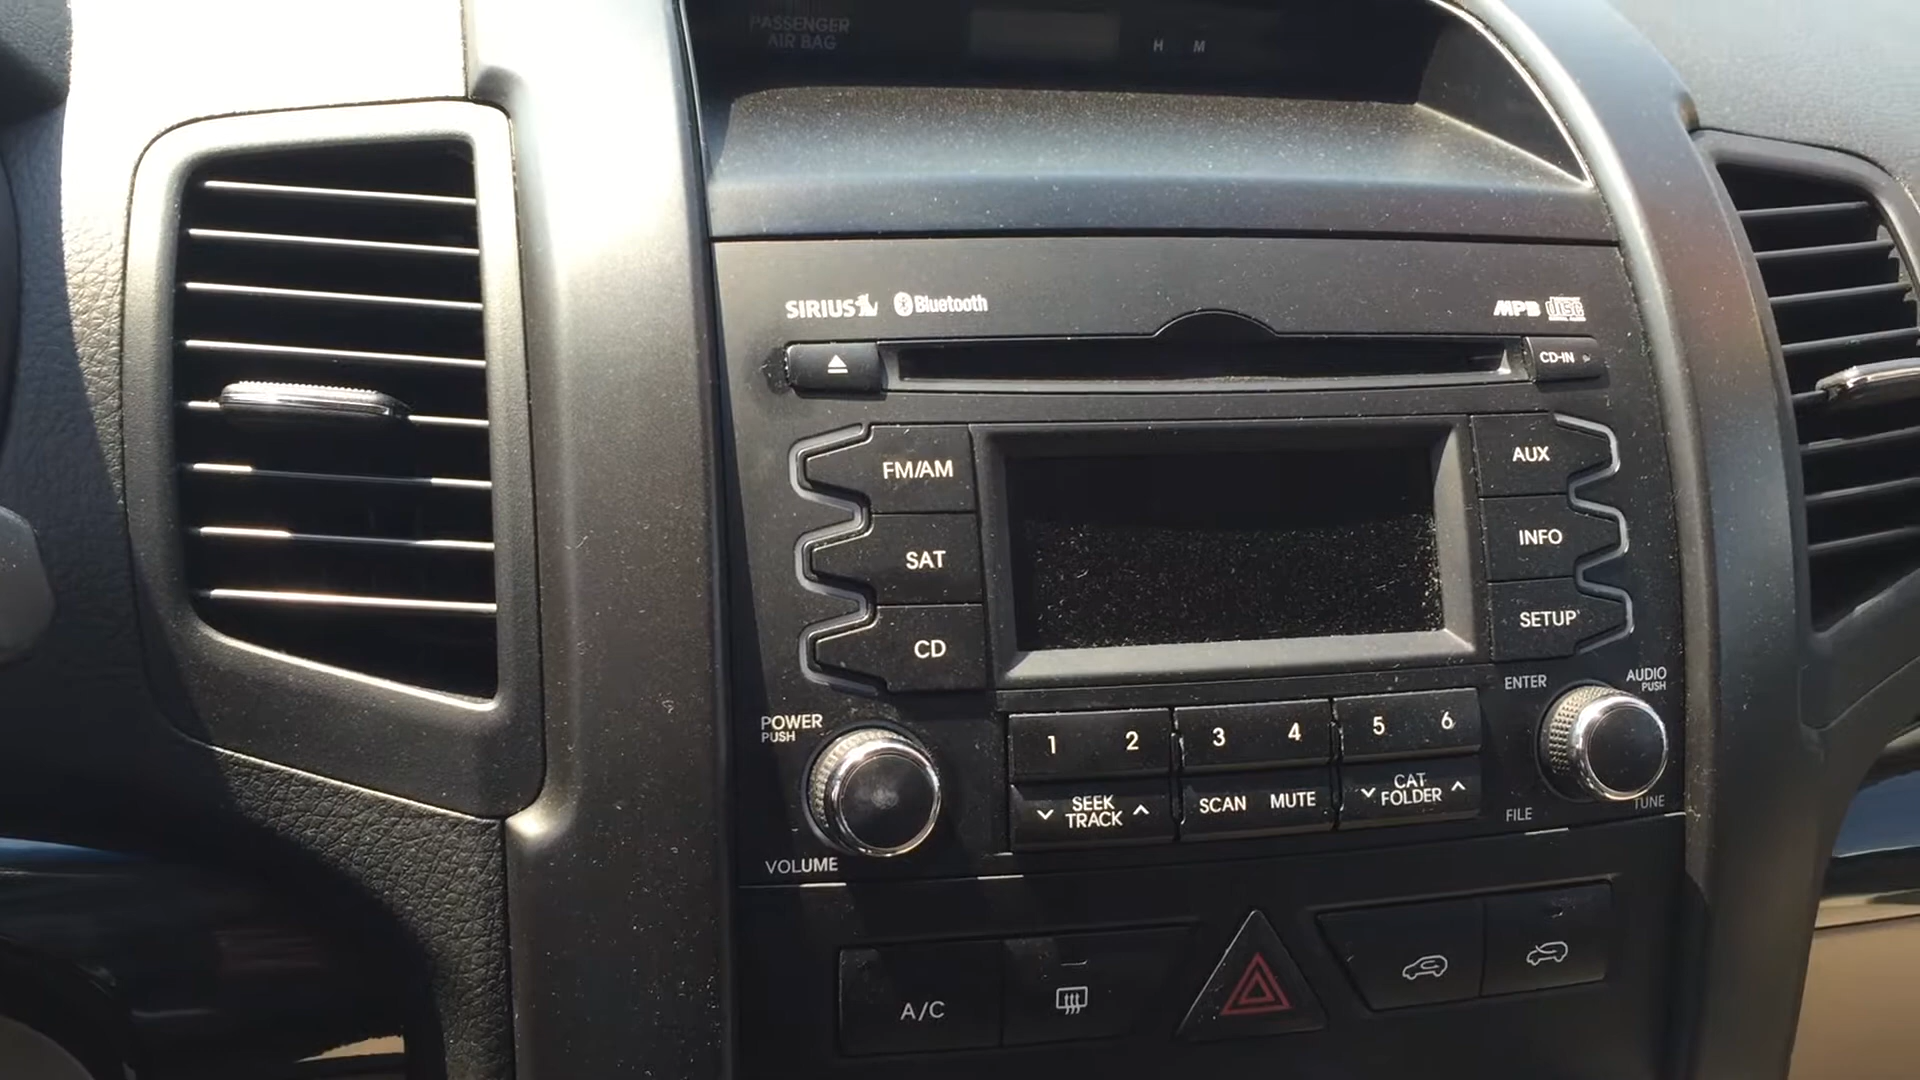 PASSENGER
AIR BAG
H M
SIRIUS Bluetooth
MP3 disc
CD-IN
FM/AM
AUX
SAT
INFO
CD
SETUP
POWER
PUSH
ENTER
AUDIO
PUSH
1 2 3 4 5 6
SEEK
TRACK
SCAN MUTE
CAT
FOLDER
VOLUME
FILE
TUNE
A/C